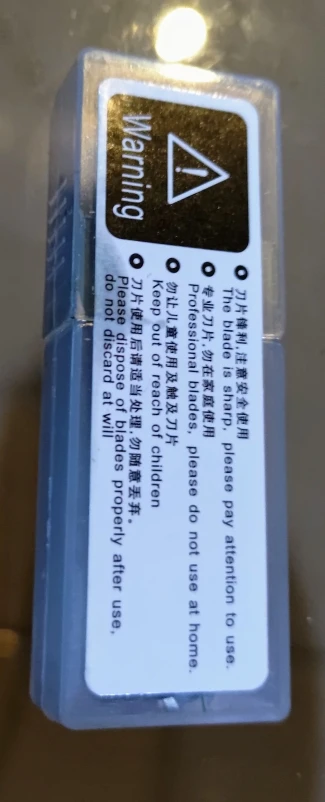 Warning
刀片锋利,注意安全使用
The blade is sharp, please pay attention to use.
专业刀片,勿在家庭使用
Professional blades, please do not use at home.
勿让儿童使用及触及刀片
Keep out of reach of children
刀片使用后请适当处理,勿随意丢弃。
Please dispose of blades properly after use,
do not discard at will